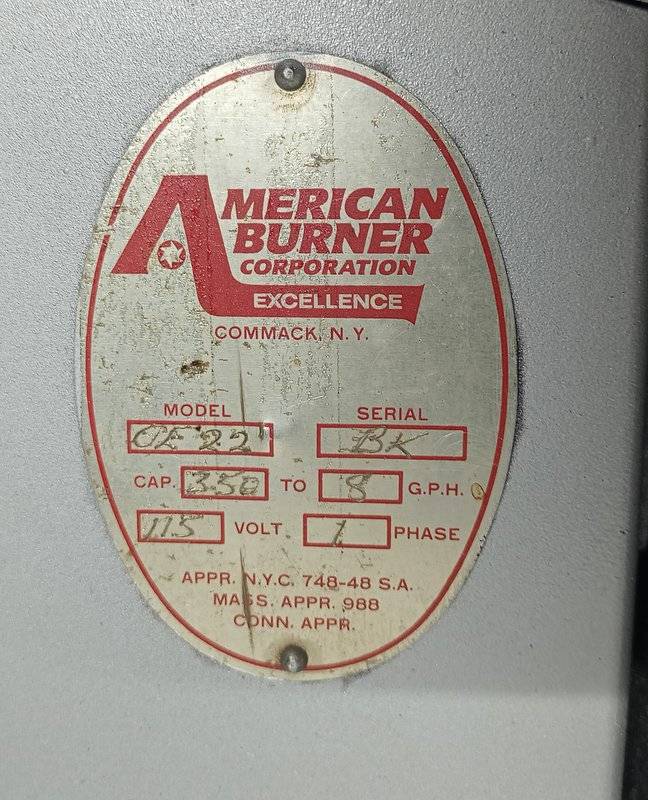 AMERICAN
BURNER
CORPORATION
EXCELLENCE
COMMACK, N.Y.
MODEL SERIAL
OE 22 BK
CAP. 350 TO 8 G.P.H.
115 VOLT 1 PHASE
APPR. N.Y.C. 748-48 S.A.
MASS. APPR. 988
CONN. APPR.